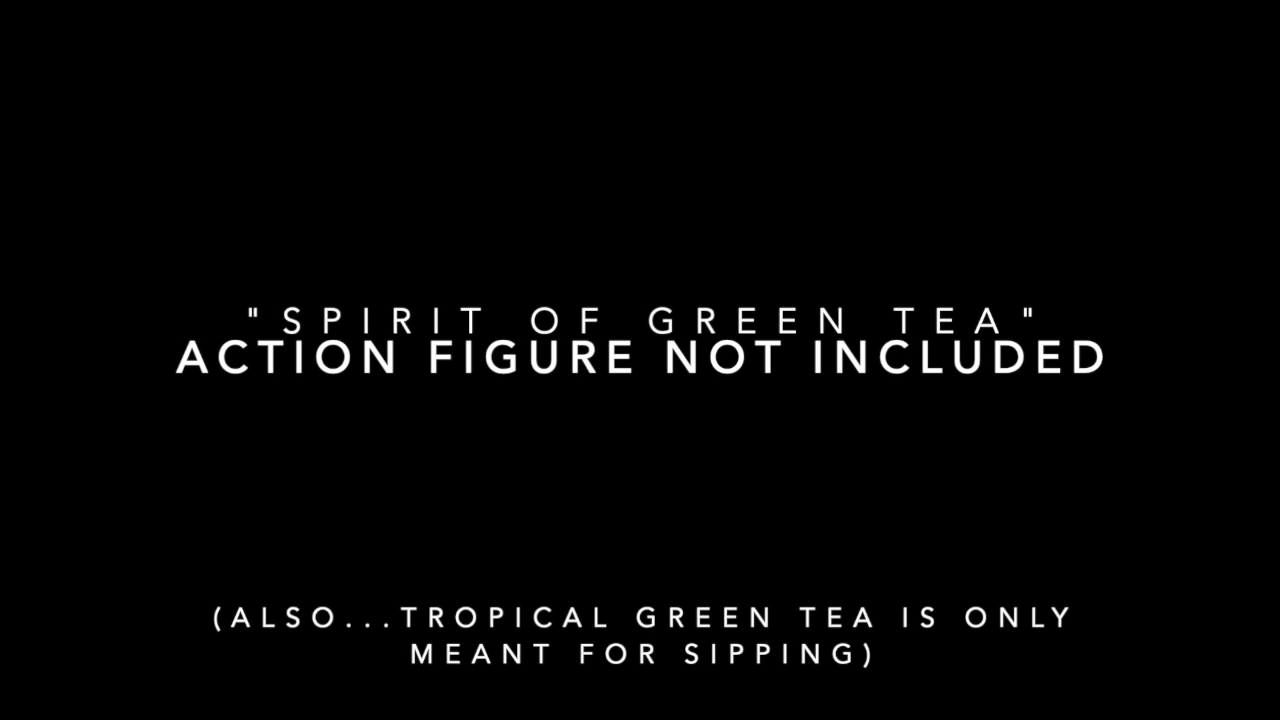 "SPIRIT OF GREEN TEA"
ACTION FIGURE NOT INCLUDED
(ALSO...TROPICAL GREEN TEA IS ONLY
MEANT FOR SIPPING)